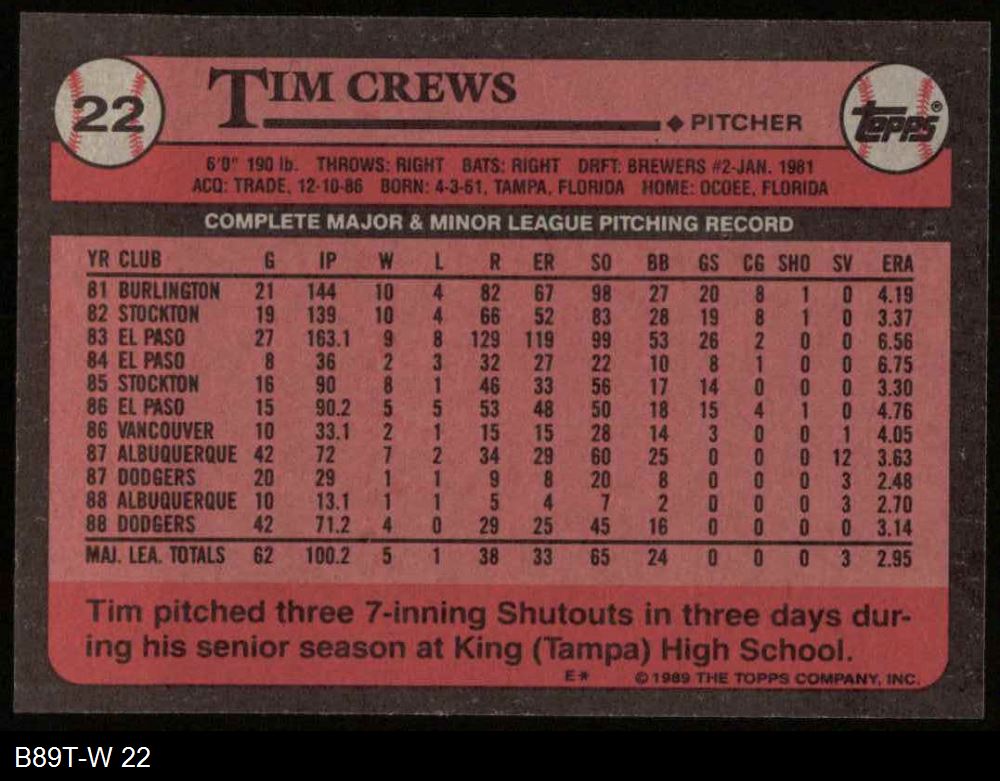 22
TIM CREWS
PITCHER
topps®
6'0" 190 lb. THROWS: RIGHT BATS: RIGHT DRFT: BREWERS #2-JAN. 1981
ACQ: TRADE, 12-10-86 BORN: 4-3-61, TAMPA, FLORIDA HOME: OCOEE, FLORIDA
COMPLETE MAJOR & MINOR LEAGUE PITCHING RECORD
YR CLUB G IP W L R ER SO BB GS CG SHO SV ERA
81 BURLINGTON 21 144 10 4 82 67 98 27 20 8 1 0 4.19
82 STOCKTON 19 139 10 4 66 52 83 28 19 8 1 0 3.37
83 EL PASO 27 163.1 9 8 129 119 99 53 26 2 0 0 6.56
84 EL PASO 8 36 2 3 32 27 22 10 8 1 0 0 6.75
85 STOCKTON 16 90 8 1 46 33 56 17 14 0 0 0 3.30
86 EL PASO 15 90.2 5 5 53 48 50 18 15 4 1 0 4.76
86 VANCOUVER 10 33.1 2 1 15 15 28 14 3 0 0 1 4.05
87 ALBUQUERQUE 42 72 7 2 34 29 60 25 0 0 0 12 3.63
87 DODGERS 20 29 1 1 9 8 20 8 0 0 0 3 2.48
88 ALBUQUERQUE 10 13.1 1 1 5 4 7 2 0 0 0 3 2.70
88 DODGERS 42 71.2 4 0 29 25 45 16 0 0 0 0 3.14
MAJ. LEA. TOTALS 62 100.2 5 1 38 33 65 24 0 0 0 3 2.95
Tim pitched three 7-inning Shutouts in three days dur-
ing his senior season at King (Tampa) High School.
E* © 1989 THE TOPPS COMPANY, INC.
B89T-W 22